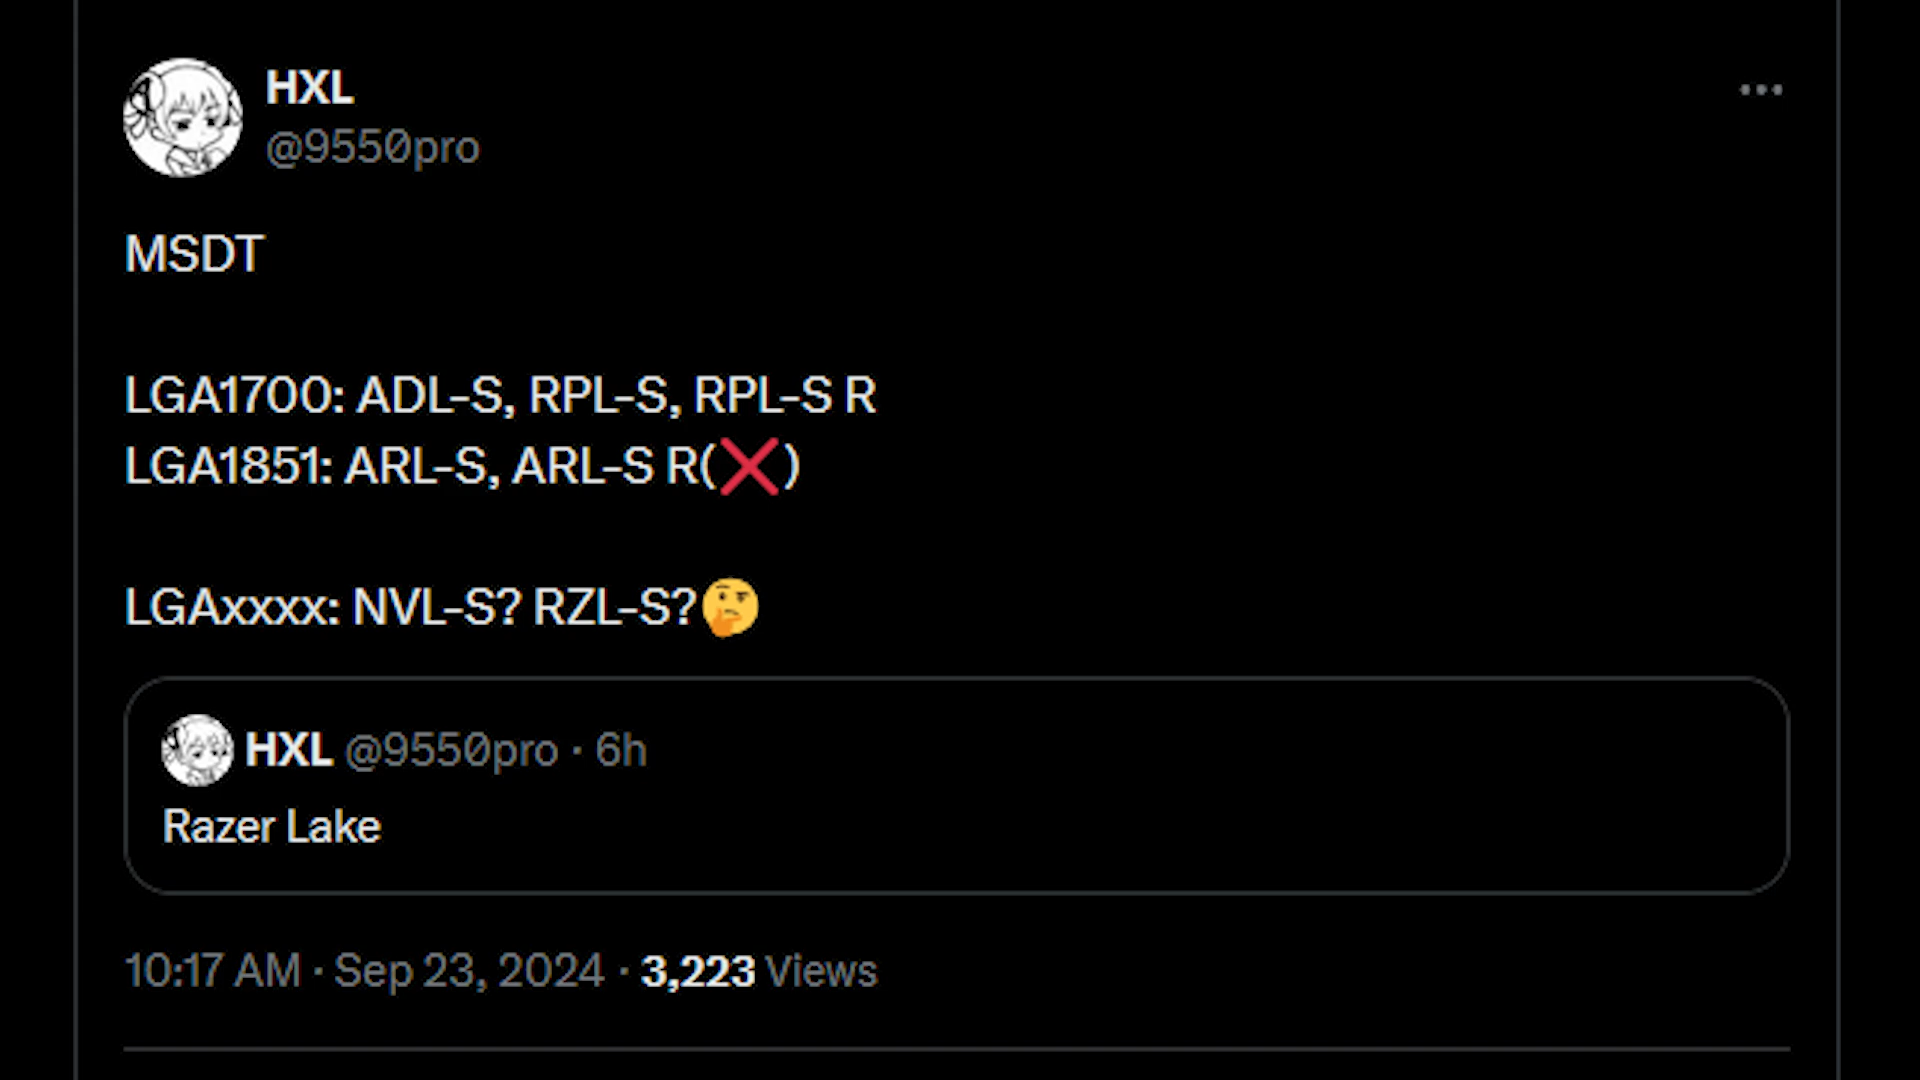 HXL
@9550pro
MSDT
LGA1700: ADL-S, RPL-S, RPL-S R
LGA1851: ARL-S, ARL-S R(❌)
LGAxxxx: NVL-S? RZL-S?🤔
HXL @9550pro · 6h
Razer Lake
10:17 AM · Sep 23, 2024 · 3,223 Views